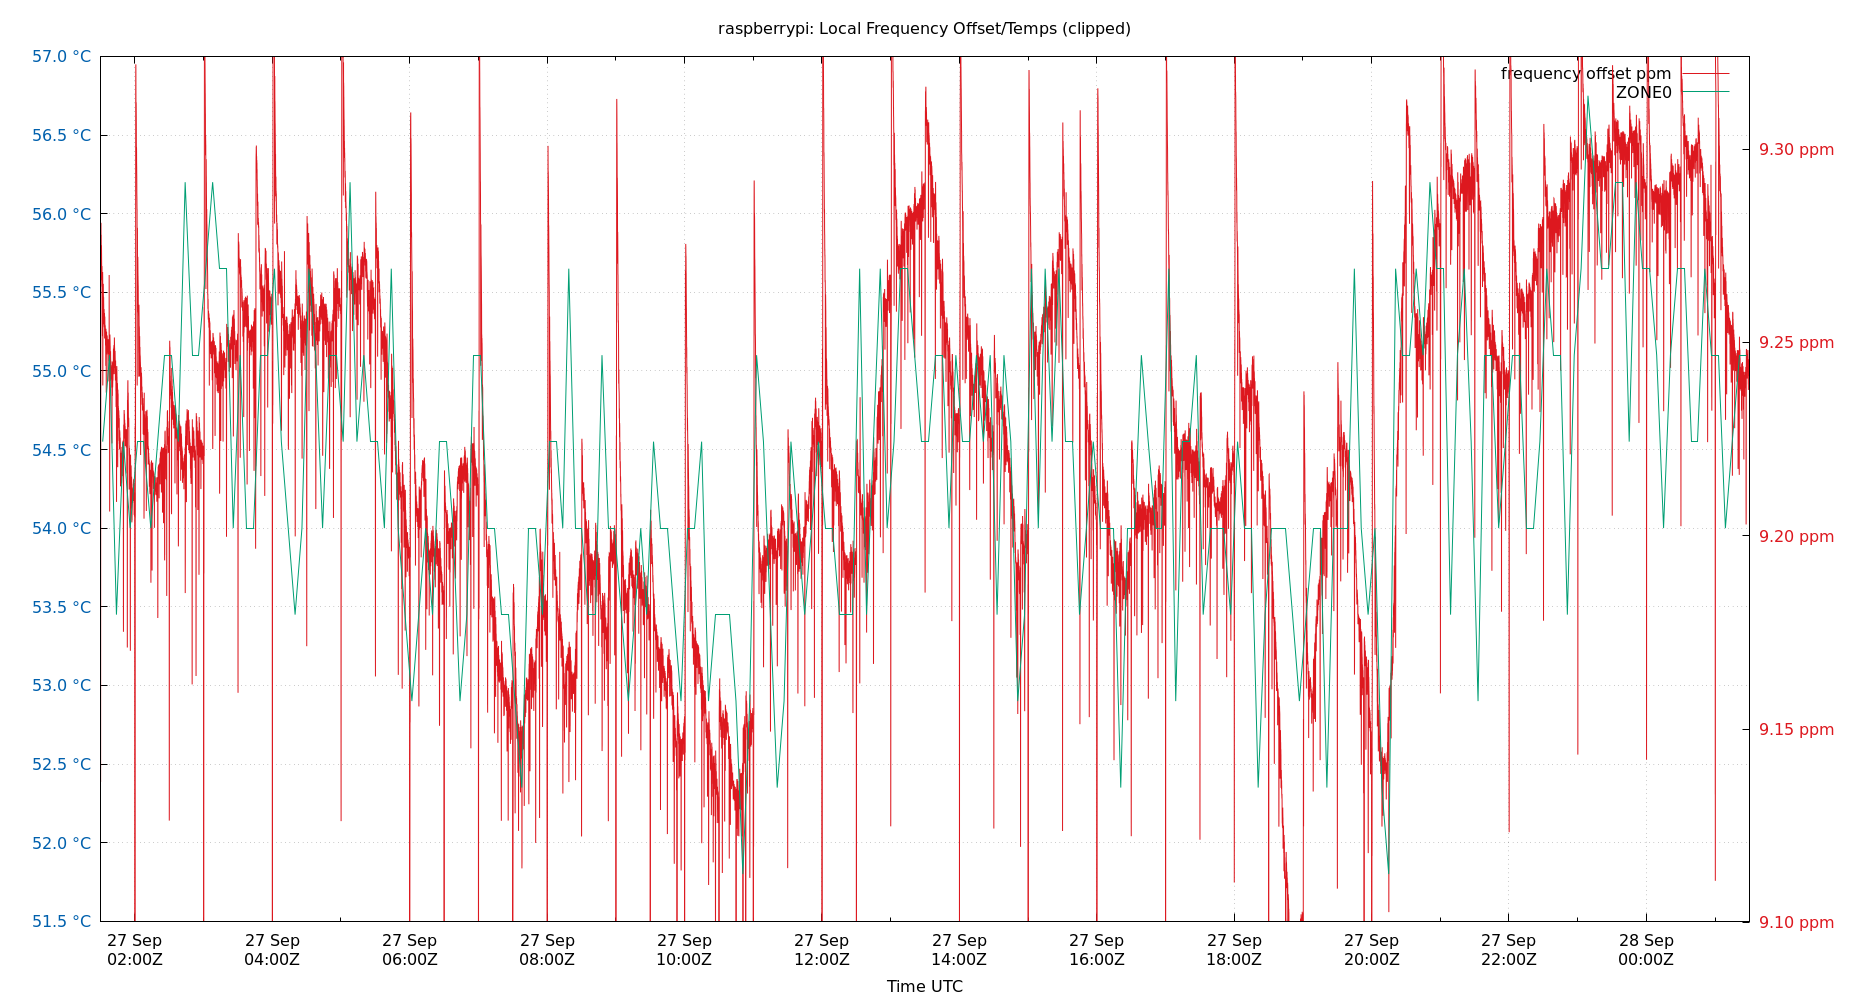 raspberrypi: Local Frequency Offset/Temps (clipped)
frequency offset ppm
ZONE0
57.0 °C
56.5 °C
56.0 °C
55.5 °C
55.0 °C
54.5 °C
54.0 °C
53.5 °C
53.0 °C
52.5 °C
52.0 °C
51.5 °C
9.30 ppm
9.25 ppm
9.20 ppm
9.15 ppm
9.10 ppm
27 Sep 27 Sep 27 Sep 27 Sep 27 Sep 27 Sep 27 Sep 27 Sep 27 Sep 27 Sep 27 Sep 28 Sep
02:00Z 04:00Z 06:00Z 08:00Z 10:00Z 12:00Z 14:00Z 16:00Z 18:00Z 20:00Z 22:00Z 00:00Z
Time UTC